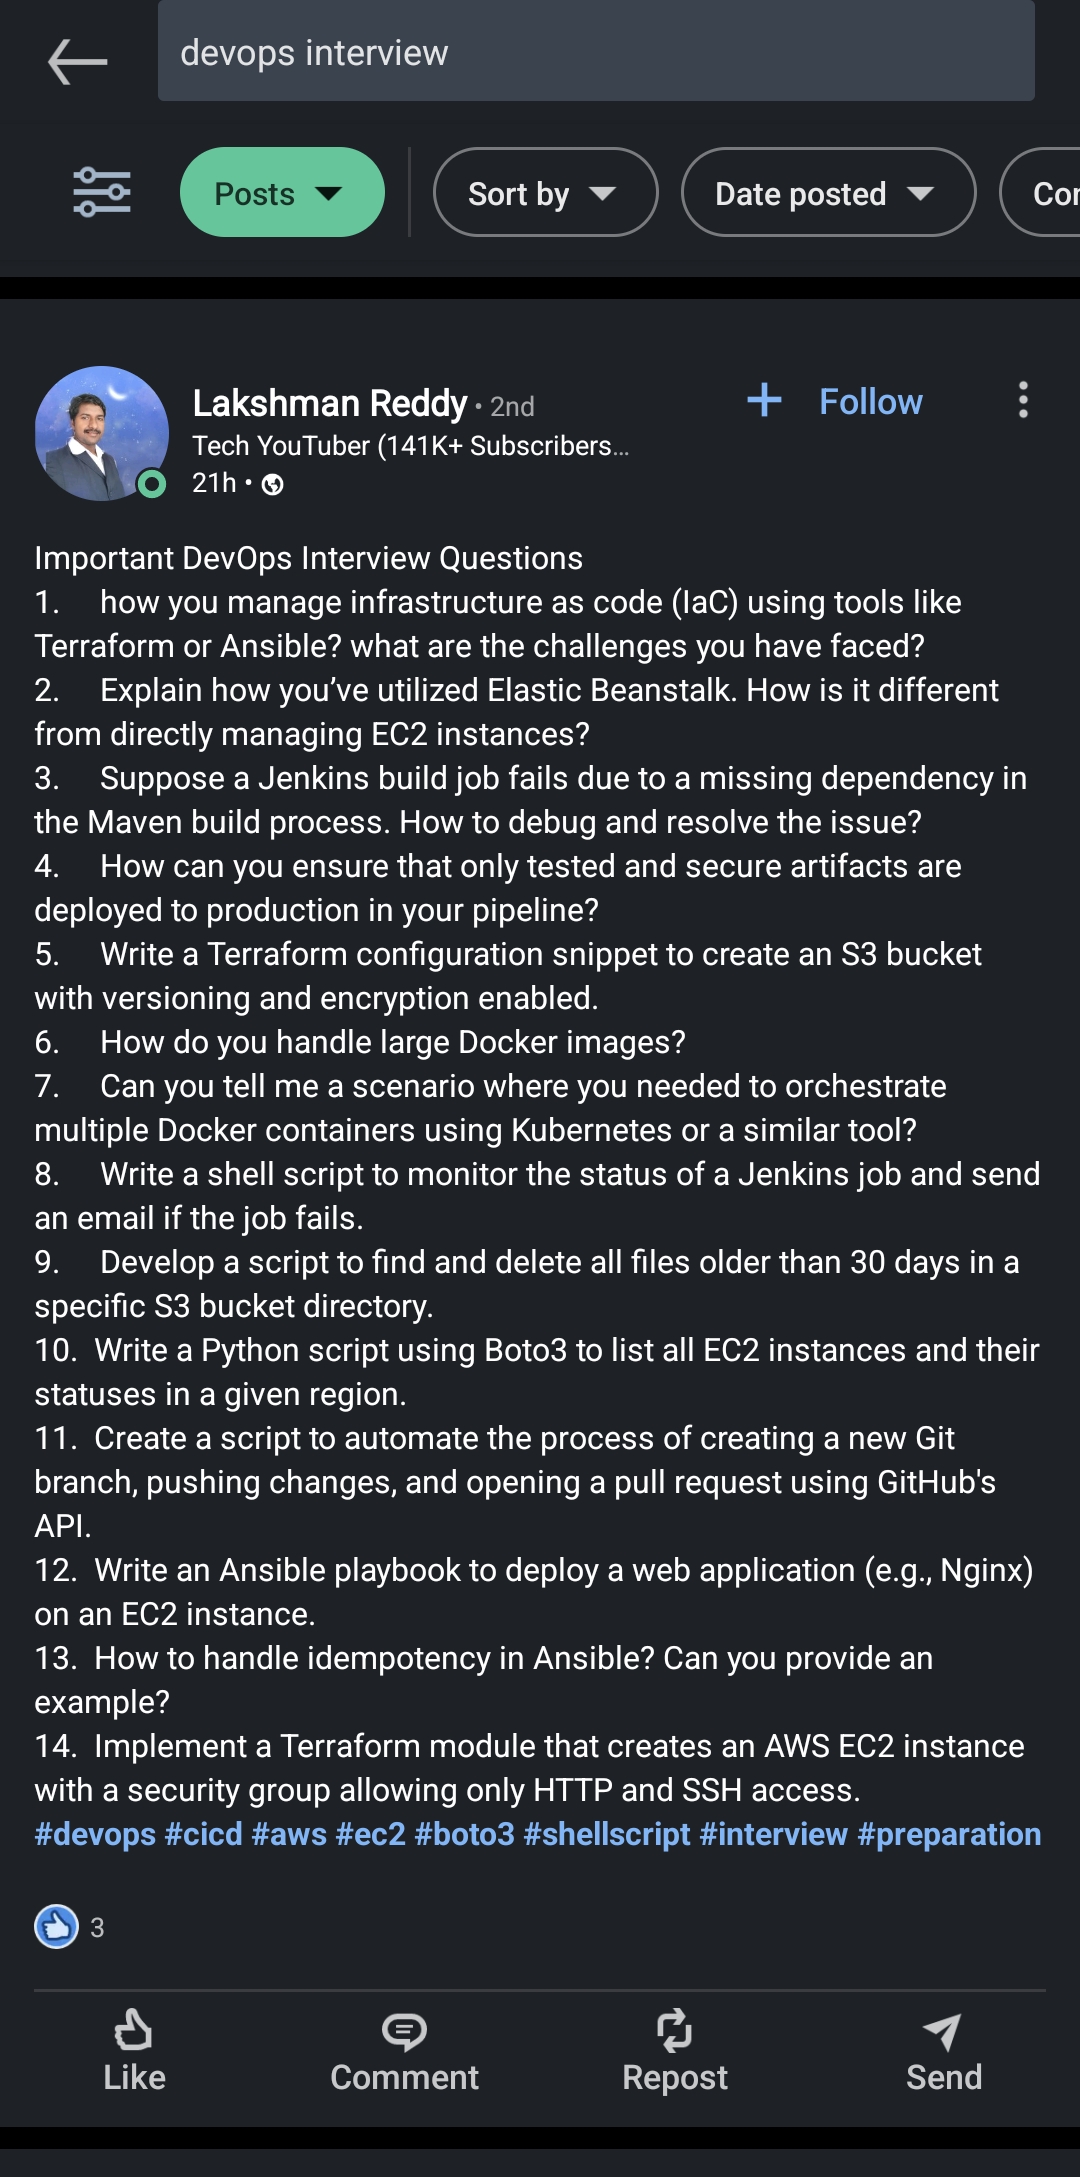 devops interview
Posts
Sort by
Date posted
Cor
Lakshman Reddy • 2nd
Tech YouTuber (141K+ Subscribers...
21h •
+ Follow
Important DevOps Interview Questions
1. how you manage infrastructure as code (IaC) using tools like
Terraform or Ansible? what are the challenges you have faced?
2. Explain how you’ve utilized Elastic Beanstalk. How is it different
from directly managing EC2 instances?
3. Suppose a Jenkins build job fails due to a missing dependency in
the Maven build process. How to debug and resolve the issue?
4. How can you ensure that only tested and secure artifacts are
deployed to production in your pipeline?
5. Write a Terraform configuration snippet to create an S3 bucket
with versioning and encryption enabled.
6. How do you handle large Docker images?
7. Can you tell me a scenario where you needed to orchestrate
multiple Docker containers using Kubernetes or a similar tool?
8. Write a shell script to monitor the status of a Jenkins job and send
an email if the job fails.
9. Develop a script to find and delete all files older than 30 days in a
specific S3 bucket directory.
10. Write a Python script using Boto3 to list all EC2 instances and their
statuses in a given region.
11. Create a script to automate the process of creating a new Git
branch, pushing changes, and opening a pull request using GitHub's
API.
12. Write an Ansible playbook to deploy a web application (e.g., Nginx)
on an EC2 instance.
13. How to handle idempotency in Ansible? Can you provide an
example?
14. Implement a Terraform module that creates an AWS EC2 instance
with a security group allowing only HTTP and SSH access.
#devops #cicd #aws #ec2 #boto3 #shellscript #interview #preparation
3
Like
Comment
Repost
Send